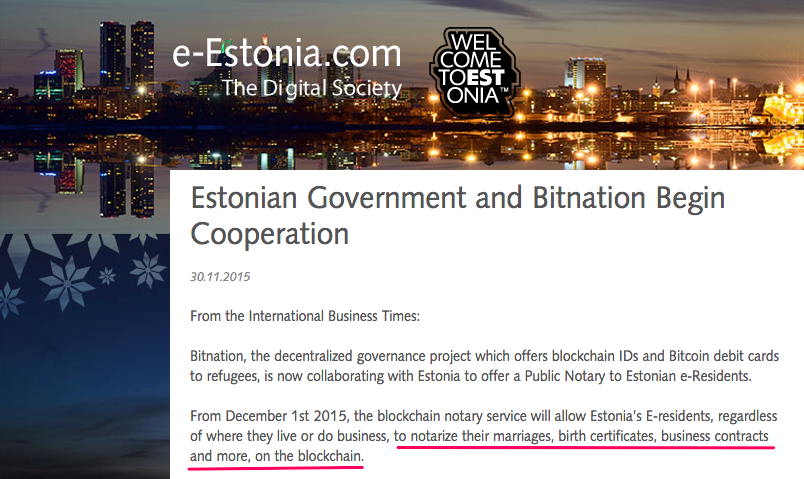 e-Estonia.com
The Digital Society
WEL
COME
TOEST
ONIA™
Estonian Government and Bitnation Begin
Cooperation
30.11.2015
From the International Business Times:
Bitnation, the decentralized governance project which offers blockchain IDs and Bitcoin debit cards
to refugees, is now collaborating with Estonia to offer a Public Notary to Estonian e-Residents.
From December 1st 2015, the blockchain notary service will allow Estonia's E-residents, regardless
of where they live or do business, to notarize their marriages, birth certificates, business contracts
and more, on the blockchain.